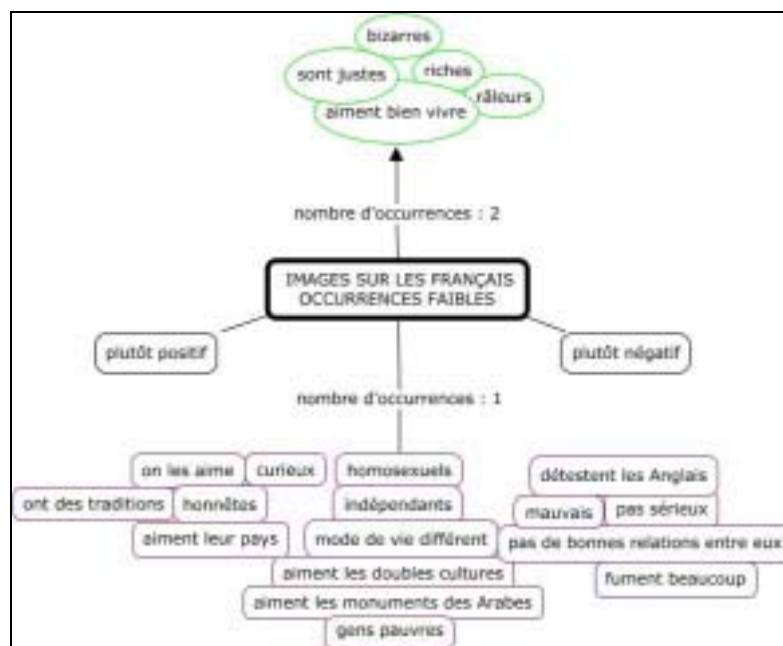 bizarres
sont justes
riches
râleurs
aiment bien vivre
nombre d'occurrences : 2
IMAGES SUR LES FRANÇAIS
OCCURRENCES FAIBLES
plutôt positif
plutôt négatif
nombre d'occurrences : 1
on les aime
curieux
ont des traditions
honnêtes
aiment leur pays
homosexuels
indépendants
mode de vie différent
aiment les doubles cultures
aiment les monuments des Arabes
gens pauvres
détestent les Anglais
mauvais
pas sérieux
pas de bonnes relations entre eux
fument beaucoup